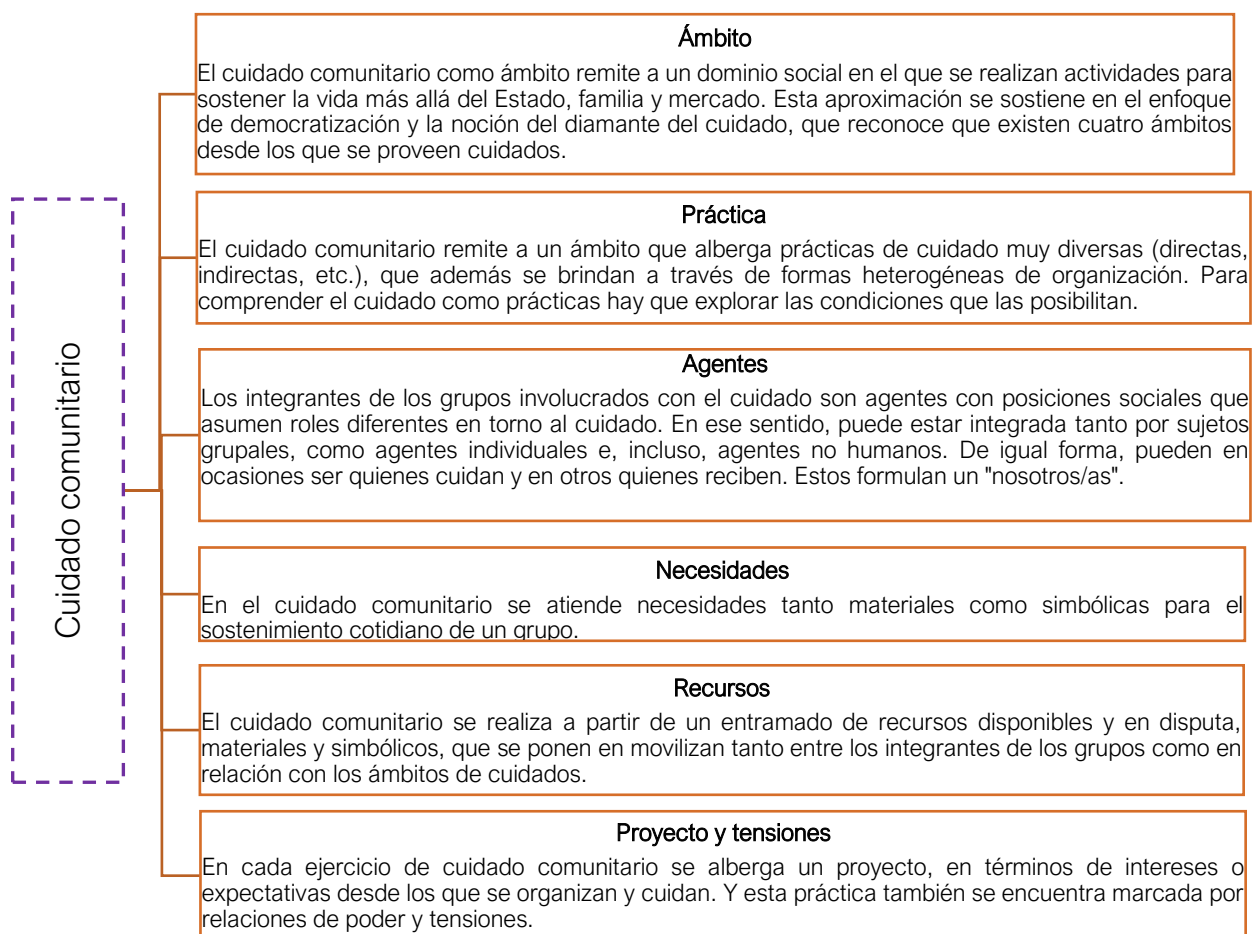 Cuidado comunitario
Ámbito
El cuidado comunitario como ámbito remite a un dominio social en el que se realizan actividades para
sostener la vida más allá del Estado, familia y mercado. Esta aproximación se sostiene en el enfoque
de democratización y la noción del diamante del cuidado, que reconoce que existen cuatro ámbitos
desde los que se proveen cuidados.
Práctica
El cuidado comunitario remite a un ámbito que alberga prácticas de cuidado muy diversas (directas,
indirectas, etc.), que además se brindan a través de formas heterogéneas de organización. Para
comprender el cuidado como prácticas hay que explorar las condiciones que las posibilitan.
Agentes
Los integrantes de los grupos involucrados con el cuidado son agentes con posiciones sociales que
asumen roles diferentes en torno al cuidado. En ese sentido, puede estar integrada tanto por sujetos
grupales, como agentes individuales e, incluso, agentes no humanos. De igual forma, pueden en
ocasiones ser quienes cuidan y en otros quienes reciben. Estos formulan un "nosotros/as".
Necesidades
En el cuidado comunitario se atiende necesidades tanto materiales como simbólicas para el
sostenimiento cotidiano de un grupo.
Recursos
El cuidado comunitario se realiza a partir de un entramado de recursos disponibles y en disputa,
materiales y simbólicos, que se ponen en movilizan tanto entre los integrantes de los grupos como en
relación con los ámbitos de cuidados.
Proyecto y tensiones
En cada ejercicio de cuidado comunitario se alberga un proyecto, en términos de intereses o
expectativas desde los que se organizan y cuidan. Y esta práctica también se encuentra marcada por
relaciones de poder y tensiones.